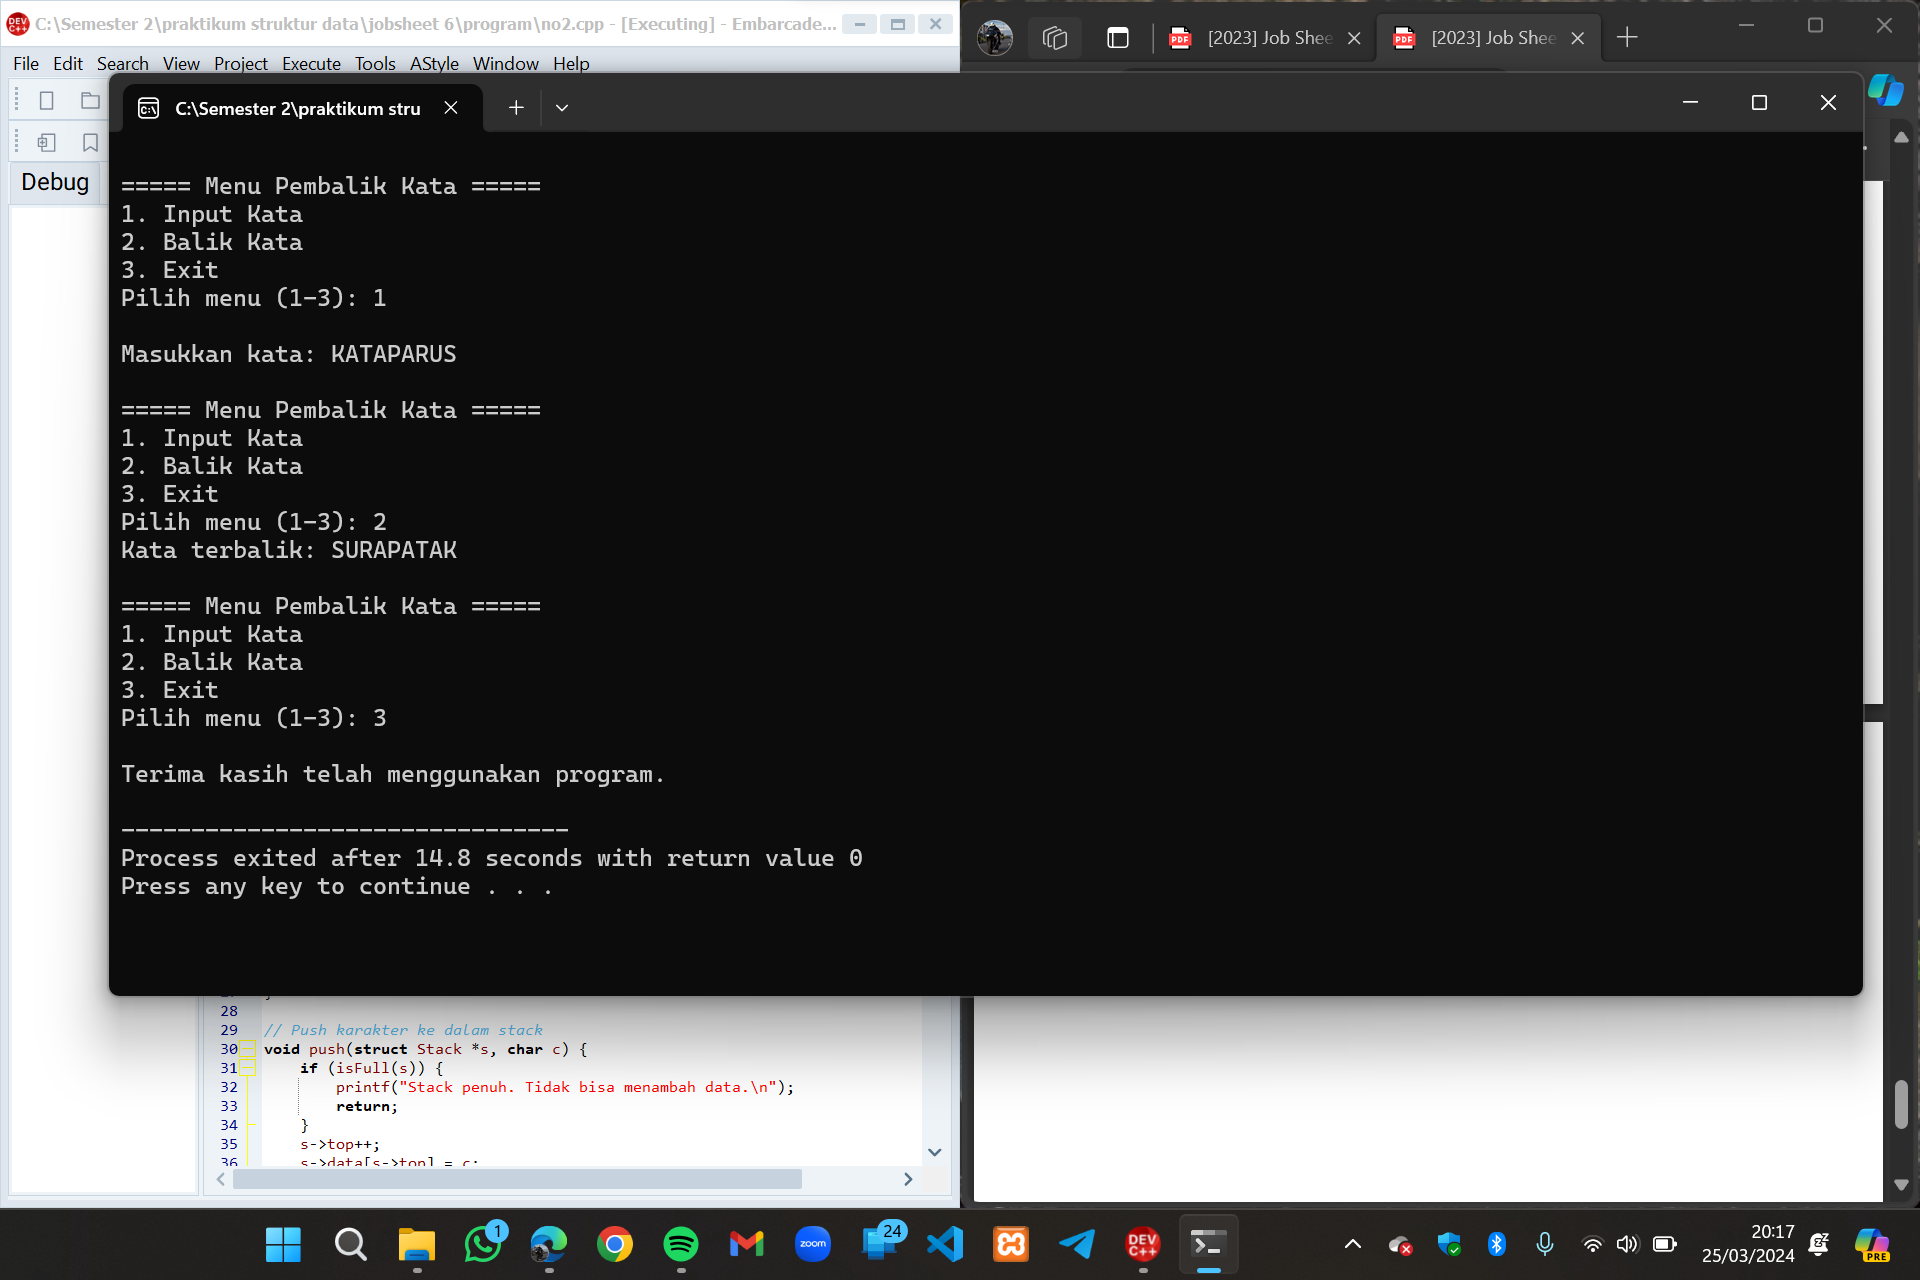 C:\Semester 2\praktikum struktur data\jobsheet 6\program\no2.cpp - [Executing] - Embarcade...
[2023] Job Shee
[2023] Job Shee
File Edit Search View Project Execute Tools AStyle Window Help
C:\Semester 2\praktikum stru
Debug
===== Menu Pembalik Kata =====
1. Input Kata
2. Balik Kata
3. Exit
Pilih menu (1-3): 1
Masukkan kata: KATAPARUS
===== Menu Pembalik Kata =====
1. Input Kata
2. Balik Kata
3. Exit
Pilih menu (1-3): 2
Kata terbalik: SURAPATAK
===== Menu Pembalik Kata =====
1. Input Kata
2. Balik Kata
3. Exit
Pilih menu (1-3): 3
Terima kasih telah menggunakan program.
--------------------------------
Process exited after 14.8 seconds with return value 0
Press any key to continue . . .
28
29 // Push karakter ke dalam stack
30 void push(struct Stack *s, char c) {
31 if (isFull(s)) {
32 printf("Stack penuh. Tidak bisa menambah data.\n");
33 return;
34 }
35 s->top++;
36 s->data[s->top] = c;
1
24
zoom
DEV C++
PRE
20:17
25/03/2024